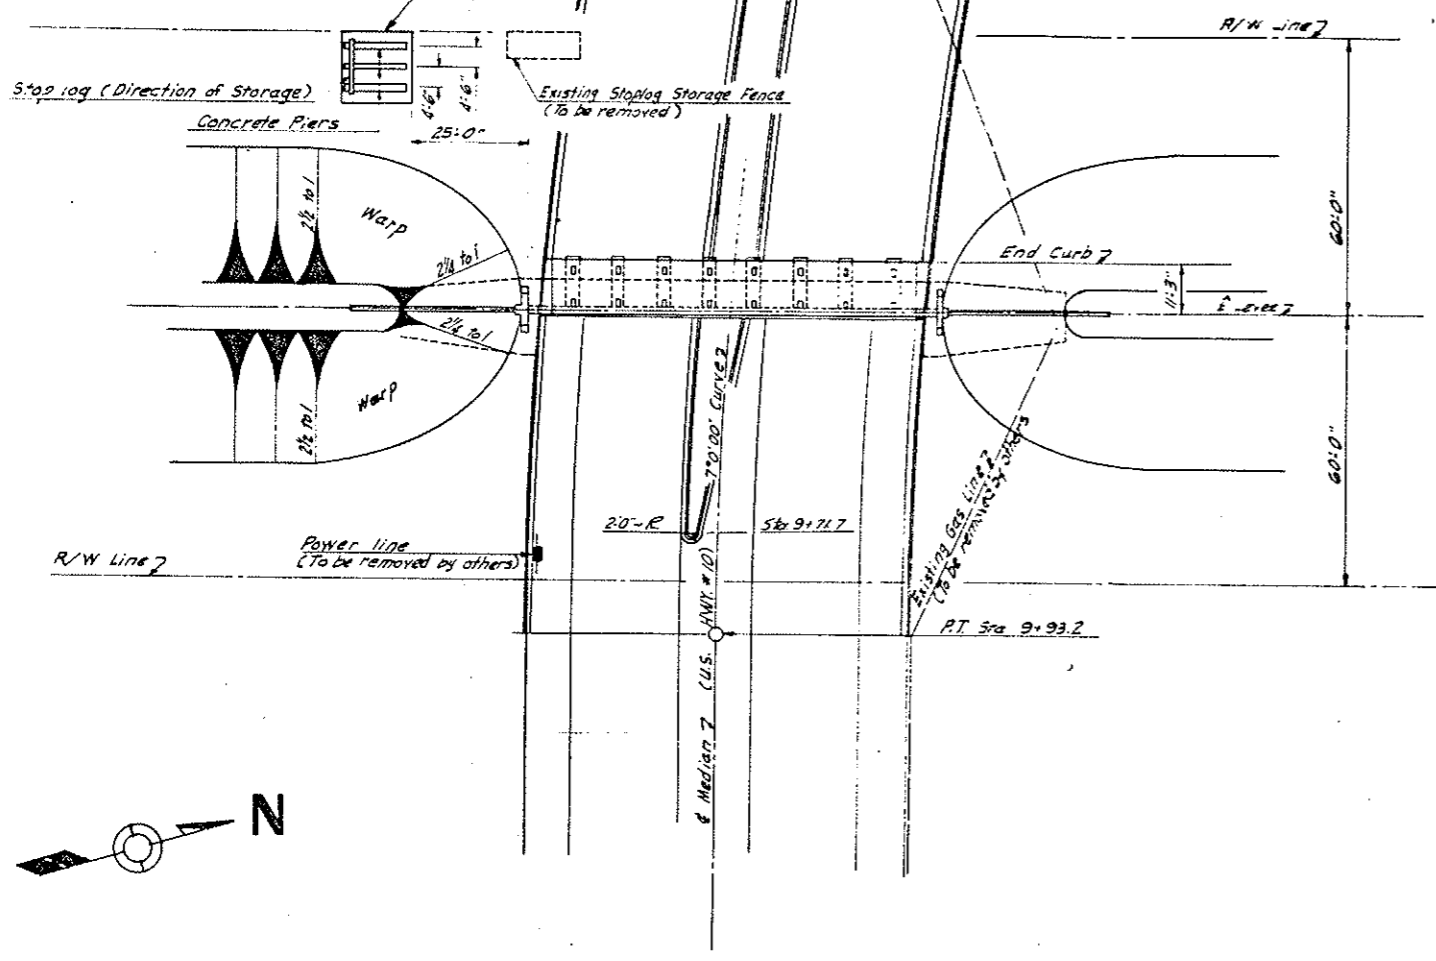 R/W Line
Stop log (Direction of Storage)
4'-6"
4'-6"
Existing Stoplog Storage Fence
(To be removed)
Concrete Piers
25'-0"
2½ to 1
Warp
2¼ to 1
End Curb
60'-0"
11'-3"
℄ Levee
2¼ to 1
Warp
2½ to 1
7°0'00" Curve
60'-0"
2'0"-R
Sta 9+71.7
Existing Gas Line
(To be removed by others
Power line
(To be removed by others)
R/W Line
P.T. Sta 9+93.2
℄ Median (U.S. HWY. #10)
N